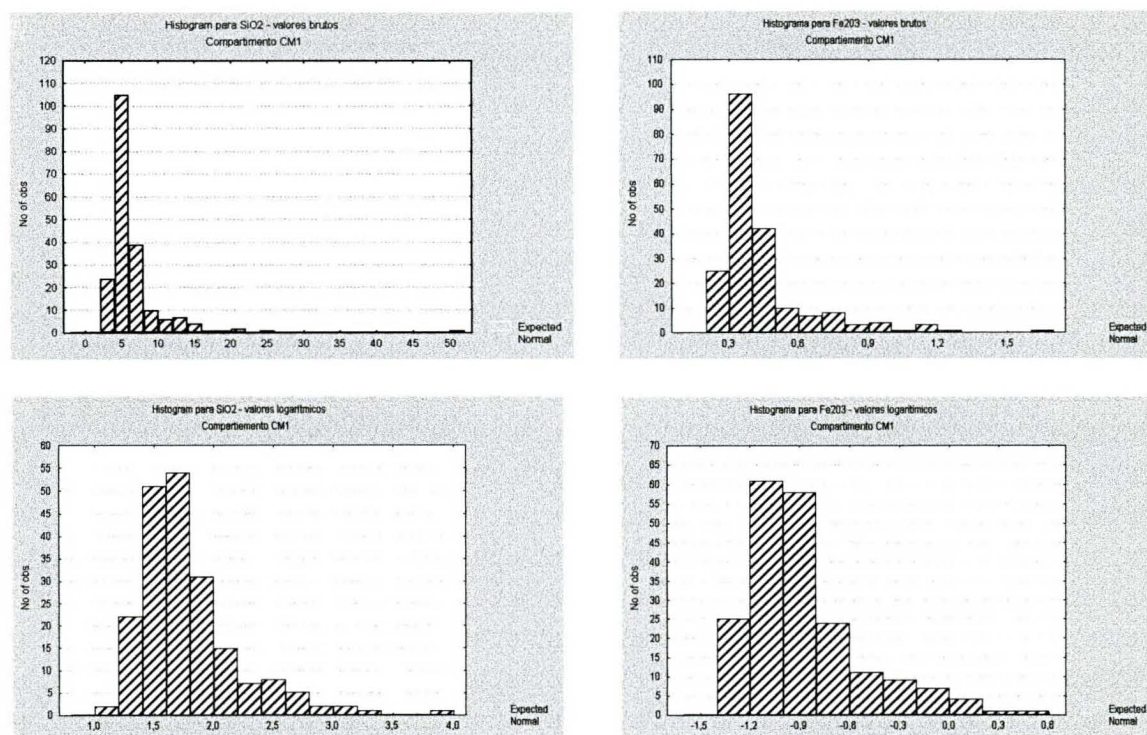 Histogram para SiO2 - valores brutos
Compartimento CM1
No of obs
120
110
100
90
80
70
60
50
40
30
20
10
0
0 5 10 15 20 25 30 35 40 45 50
Expected
Normal
Histograma para Fe203 - valores brutos
Compartiemento CM1
No of obs
110
100
90
80
70
60
50
40
30
20
10
0
0,3 0,6 0,9 1,2 1,5
Expected
Normal
Histogram para SiO2 - valores logarítmicos
Compartiemento CM1
No of obs
60
55
50
45
40
35
30
25
20
15
10
5
0
1,0 1,5 2,0 2,5 3,0 3,5 4,0
Expected
Normal
Histograma para Fe203 - valores logarítimicos
Compartimento CM1
No of obs
70
65
60
55
50
45
40
35
30
25
20
15
10
5
0
-1,5 -1,2 -0,9 -0,6 -0,3 0,0 0,3 0,6
Expected
Normal